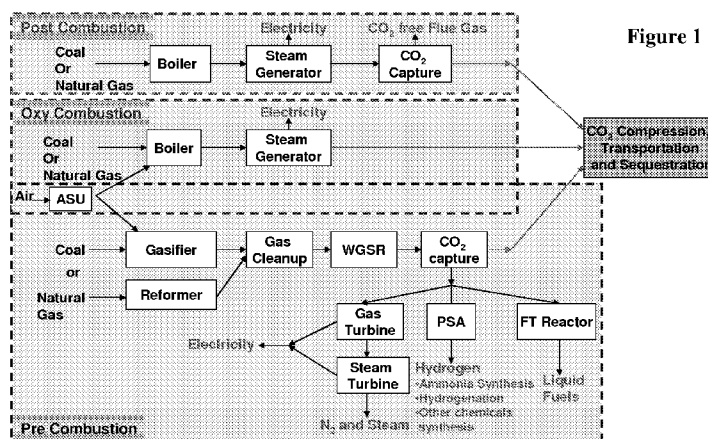 Figure 1
Post Combustion
Coal
Or
Natural Gas
Boiler
Electricity
Steam
Generator
CO2 free Flue Gas
CO2
Capture
Oxy Combustion
Coal
Or
Natural Gas
Boiler
Electricity
Steam
Generator
CO2 Compression,
Transportation
and Sequestration
Air
ASU
Coal
or
Natural
Gas
Gasifier
Reformer
Gas
Cleanup
WGSR
CO2
capture
Gas
Turbine
PSA
FT Reactor
Electricity
Steam
Turbine
Hydrogen
•Ammonia Synthesis
•Hydrogenation
•Other chemicals
synthesis
Liquid
Fuels
N2 and Steam
Pre Combustion